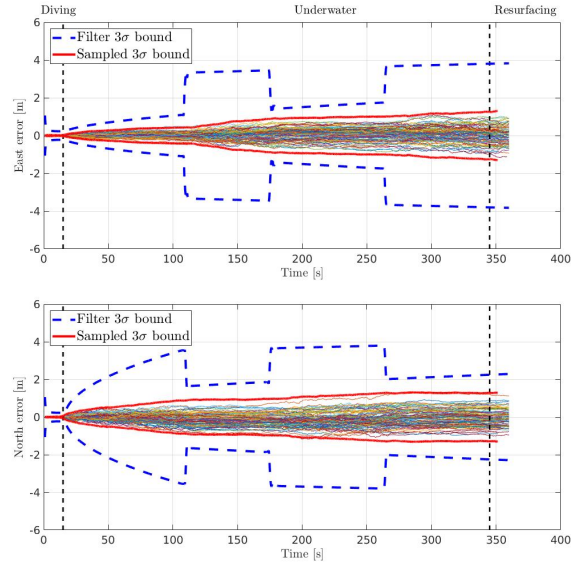 Diving Underwater Resurfacing
6
Filter 3σ bound
Sampled 3σ bound
4
2
0
-2
-4
-6
East error [m]
0 50 100 150 200 250 300 350 400
Time [s]
6
Filter 3σ bound
Sampled 3σ bound
4
2
0
-2
-4
-6
North error [m]
0 50 100 150 200 250 300 350 400
Time [s]